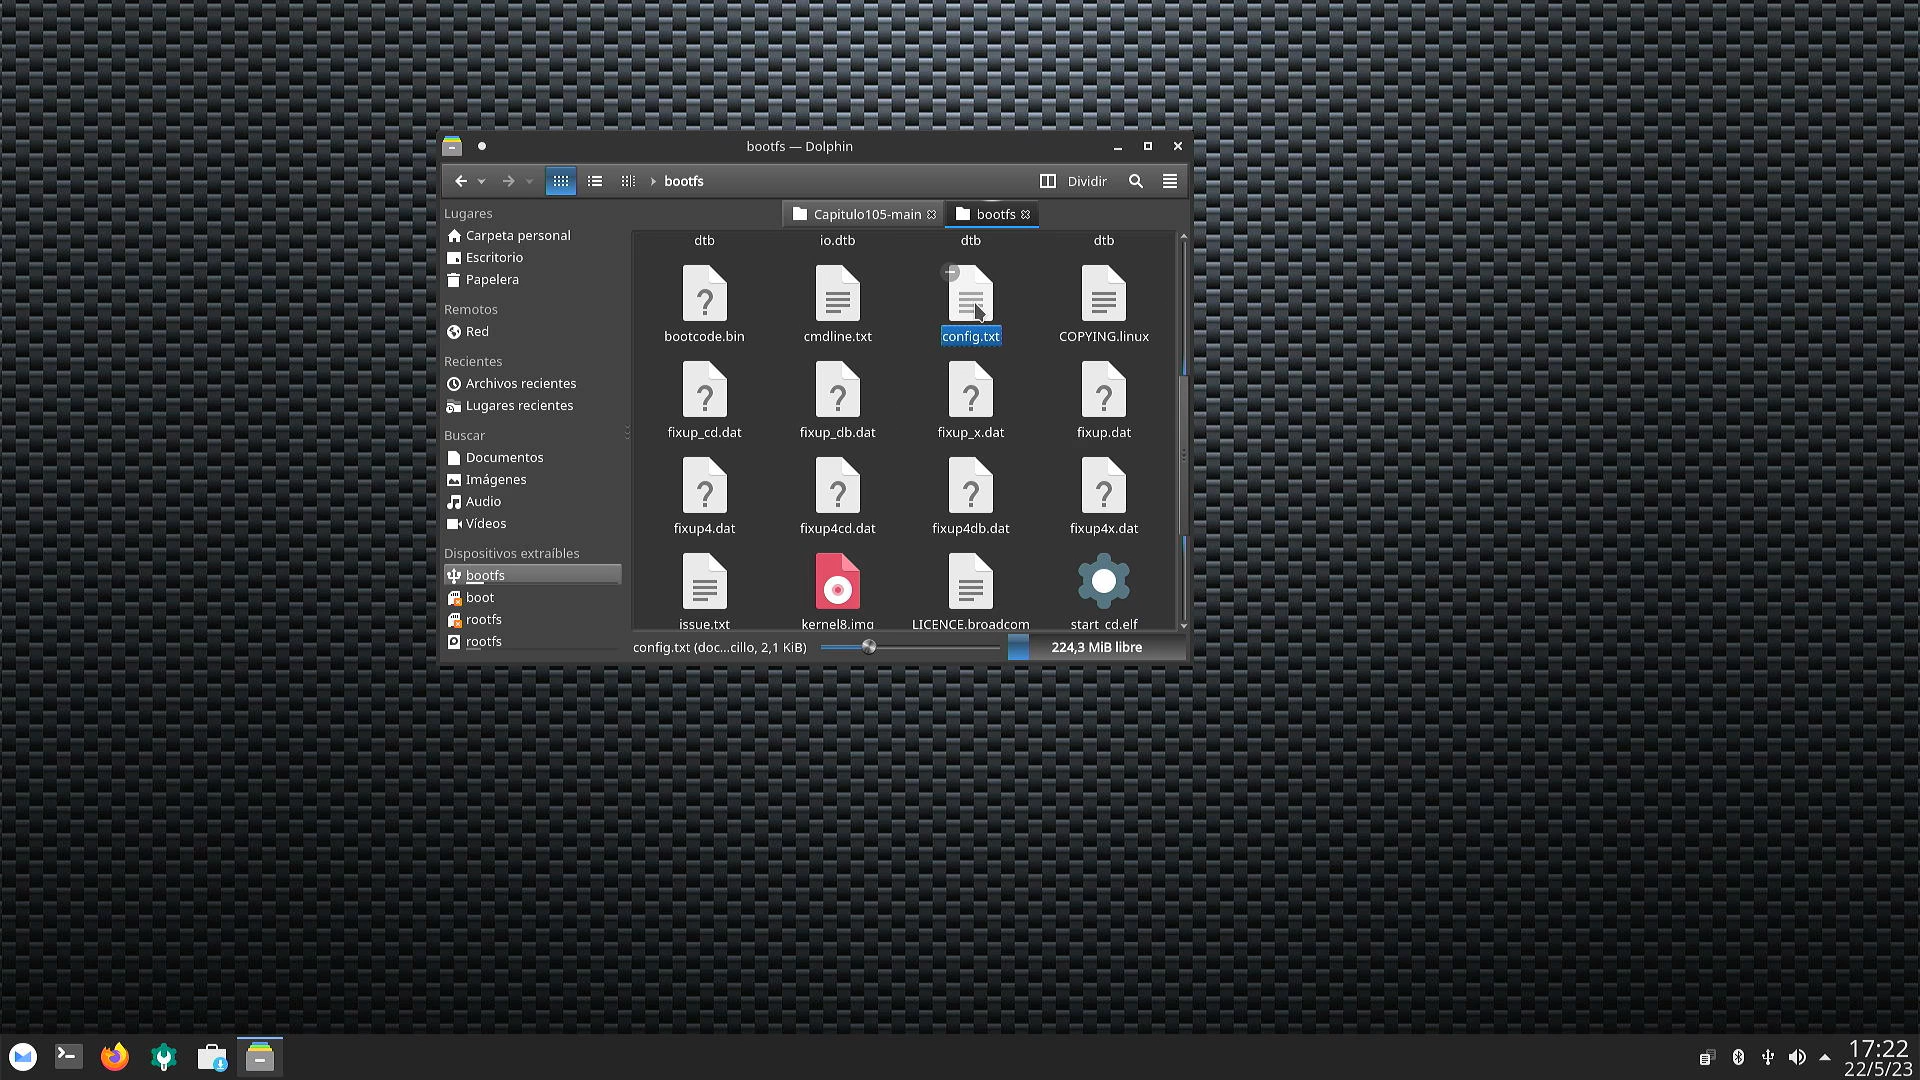 bootfs — Dolphin
bootfs
Dividir
Capitulo105-main
bootfs
Lugares
Carpeta personal
Escritorio
Papelera
Remotos
Red
Recientes
Archivos recientes
Lugares recientes
Buscar
Documentos
Imágenes
Audio
Vídeos
Dispositivos extraíbles
bootfs
boot
rootfs
rootfs
dtb
io.dtb
dtb
dtb
bootcode.bin
cmdline.txt
config.txt
COPYING.linux
fixup_cd.dat
fixup_db.dat
fixup_x.dat
fixup.dat
fixup4.dat
fixup4cd.dat
fixup4db.dat
fixup4x.dat
issue.txt
kernel8.img
LICENCE.broadcom
start_cd.elf
config.txt (doc...cillo, 2,1 KiB)
224,3 MiB libre
17:22
22/5/23